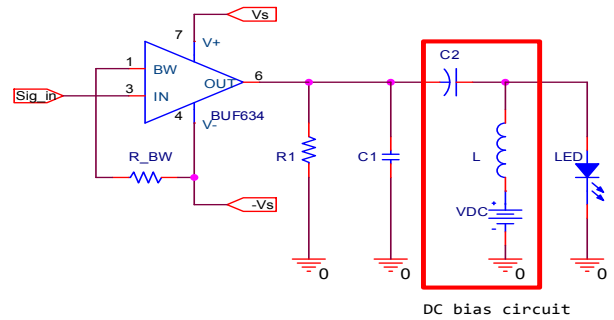 Vs
7
V+
C2
1
BW
OUT
6
Sig_in
3
IN
4
BUF634
V-
R_BW
R1
C1
L
LED
-Vs
VDC
+
-
0
0
0
0
DC bias circuit